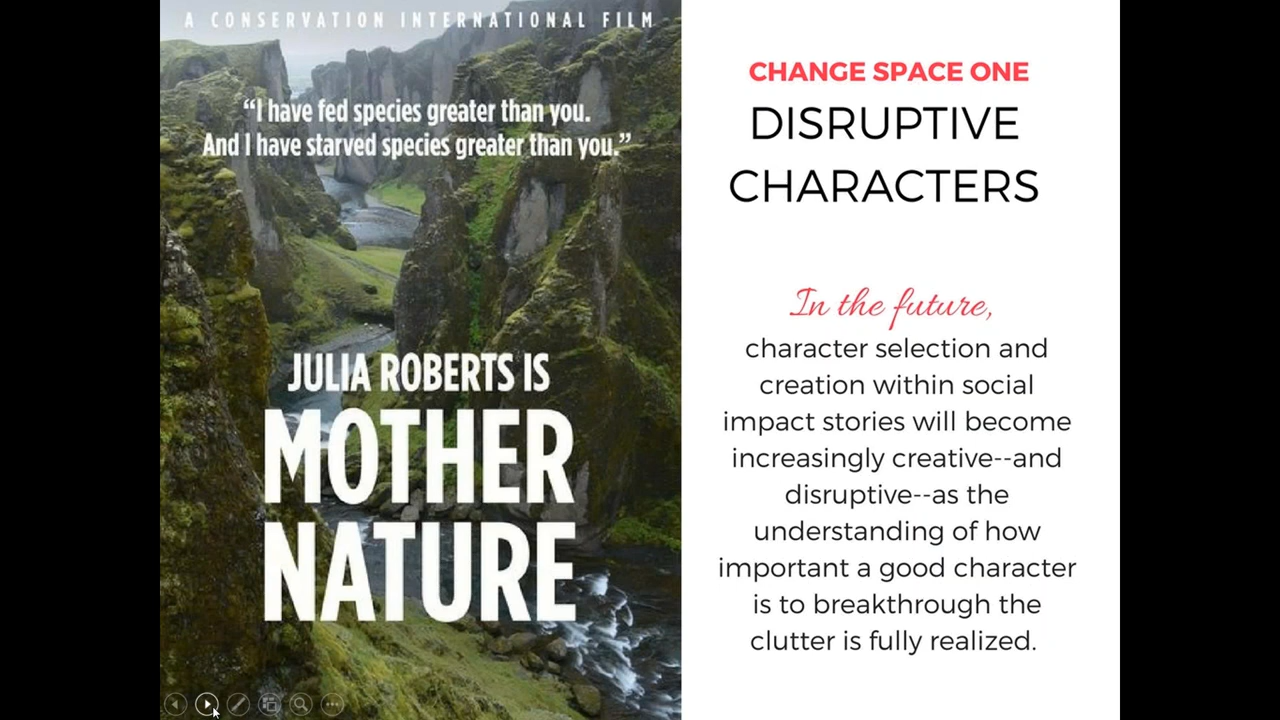 A CONSERVATION INTERNATIONAL FILM
“I have fed species greater than you.
And I have starved species greater than you.”
JULIA ROBERTS IS
MOTHER
NATURE
CHANGE SPACE ONE
DISRUPTIVE
CHARACTERS
In the future,
character selection and
creation within social
impact stories will become
increasingly creative--and
disruptive--as the
understanding of how
important a good character
is to breakthrough the
clutter is fully realized.